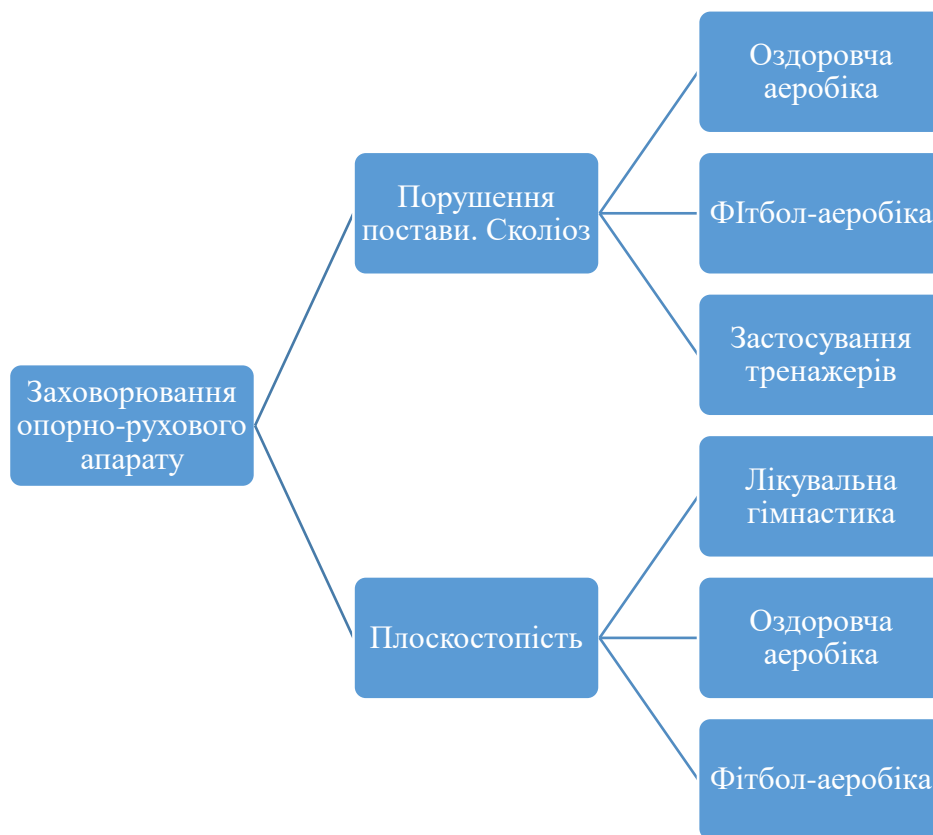 Оздоровча
аеробіка
Порушення
постави. Сколіоз
ФІтбол-аеробіка
Застосування
тренажерів
Заховорювання
опорно-рухового
апарату
Лікувальна
гімнастика
Плоскостопість
Оздоровча
аеробіка
Фітбол-аеробіка